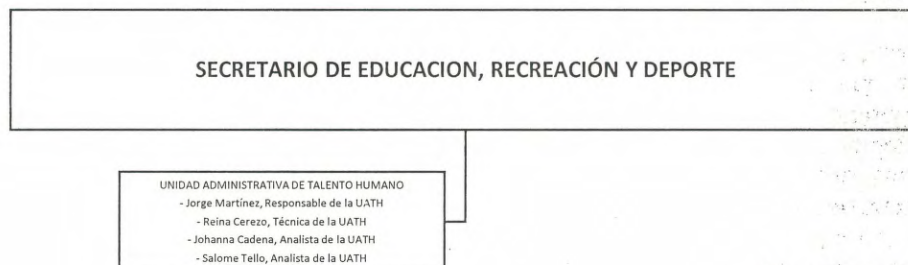 SECRETARIO DE EDUCACION, RECREACIÓN Y DEPORTE
UNIDAD ADMINISTRATIVA DE TALENTO HUMANO
- Jorge Martínez, Responsable de la UATH
- Reina Cerezo, Técnica de la UATH
- Johanna Cadena, Analista de la UATH
- Salome Tello, Analista de la UATH